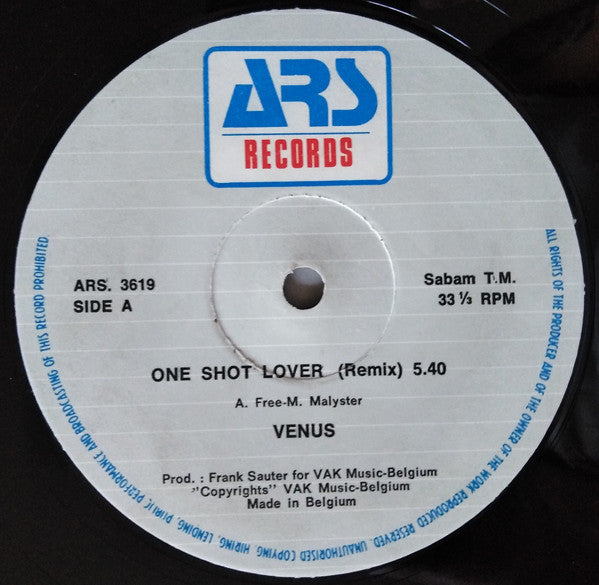 ARS
RECORDS
ARS. 3619
SIDE A
Sabam T.M.
33 ⅓ RPM
ONE SHOT LOVER (Remix) 5.40
A. Free-M. Malyster
VENUS
Prod. : Frank Sauter for VAK Music-Belgium
"Copyrights" VAK Music-Belgium
Made in Belgium
ALL RIGHTS OF THE PRODUCER AND OF THE OWNER OF THE WORK REPRODUCED RESERVED. UNAUTHORISED COPYING, HIRING, LENDING, PUBLIC PERFORMANCE AND BROADCASTING OF THIS RECORD PROHIBITED